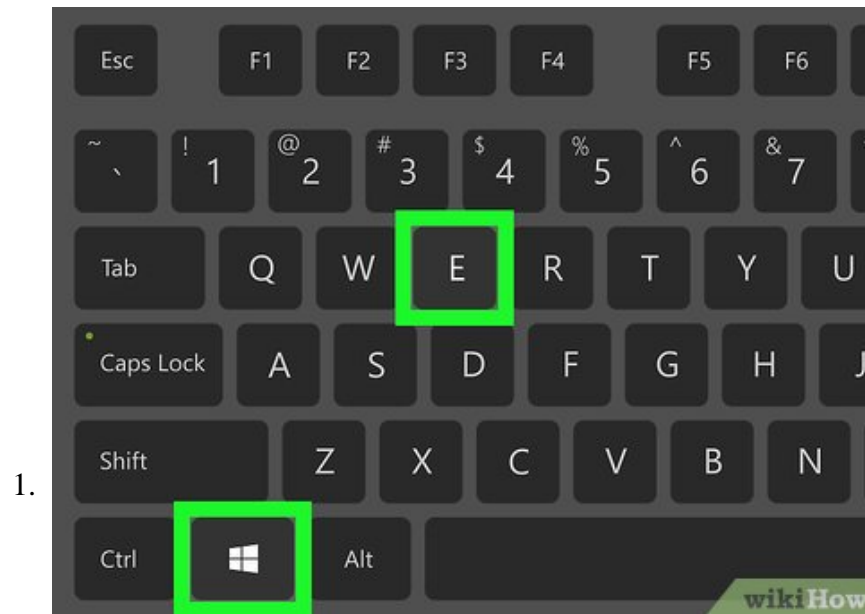 Esc F1 F2 F3 F4 F5 F6
~ ` ! 1 @ 2 # 3 $ 4 % 5 ^ 6 & 7
Tab Q W E R T Y U
Caps Lock A S D F G H J
Shift Z X C V B N
1.
Ctrl Alt
wikiHow